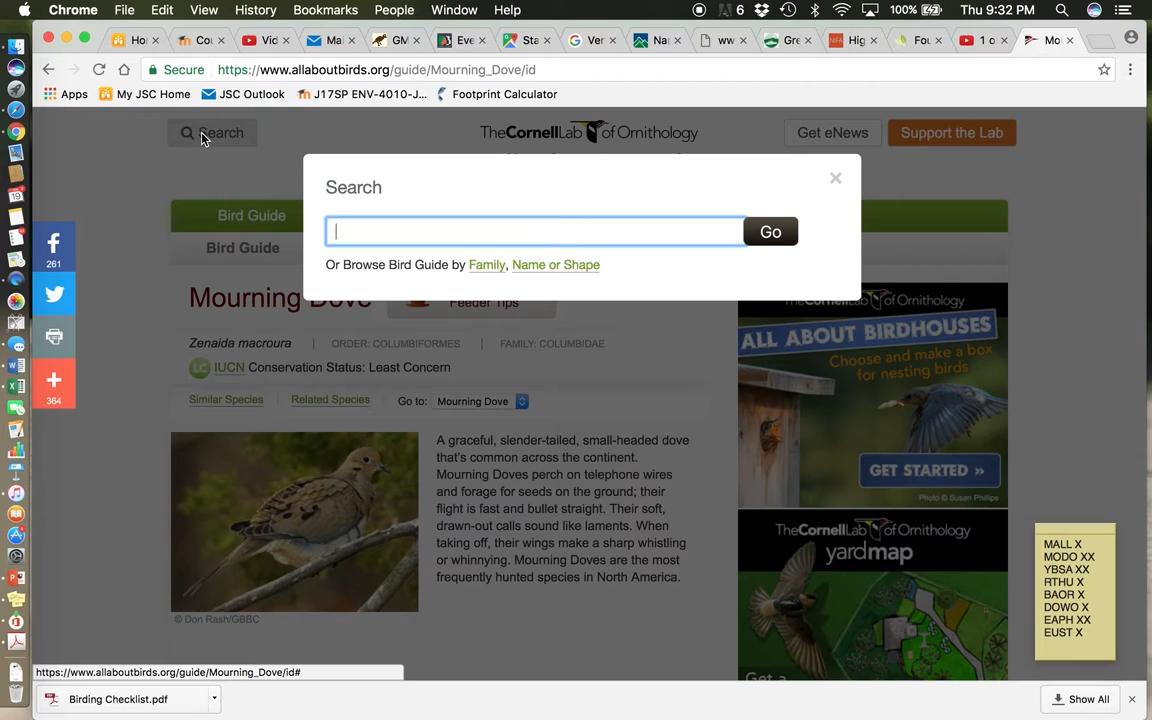 Chrome File Edit View History Bookmarks People Window Help 6 100% Thu 9:32 PM
Ho Cou Vid Mai GM Eve Sta Ver Na ww Gre Hig Fou 1 o Mo
Secure https://www.allaboutbirds.org/guide/Mourning_Dove/id
Apps My JSC Home JSC Outlook J17SP ENV-4010-J... Footprint Calculator
Search TheCornellLab of Ornithology Get eNews Support the Lab
Search
Go
Or Browse Bird Guide by Family, Name or Shape
Bird Guide
Bird Guide
261
364
Mourning Dove Feeder Tips
Zenaida macroura | ORDER: COLUMBIFORMES | FAMILY: COLUMBIDAE
LC IUCN Conservation Status: Least Concern
Similar Species Related Species Go to: Mourning Dove
A graceful, slender-tailed, small-headed dove
that's common across the continent.
Mourning Doves perch on telephone wires
and forage for seeds on the ground; their
flight is fast and bullet straight. Their soft,
drawn-out calls sound like laments. When
taking off, their wings make a sharp whistling
or whinnying. Mourning Doves are the most
frequently hunted species in North America.
© Don Rash/GBBC
TheCornellLab of Ornithology
ALL ABOUT BIRDHOUSES
Choose and make a box
for nesting birds
GET STARTED »
Photo © Susan Phillips
TheCornellLab of Ornithology
yardmap
Get a
MALL X
MODO XX
YBSA XX
RTHU X
BAOR X
DOWO X
EAPH XX
EUST X
https://www.allaboutbirds.org/guide/Mourning_Dove/id#
Birding Checklist.pdf Show All